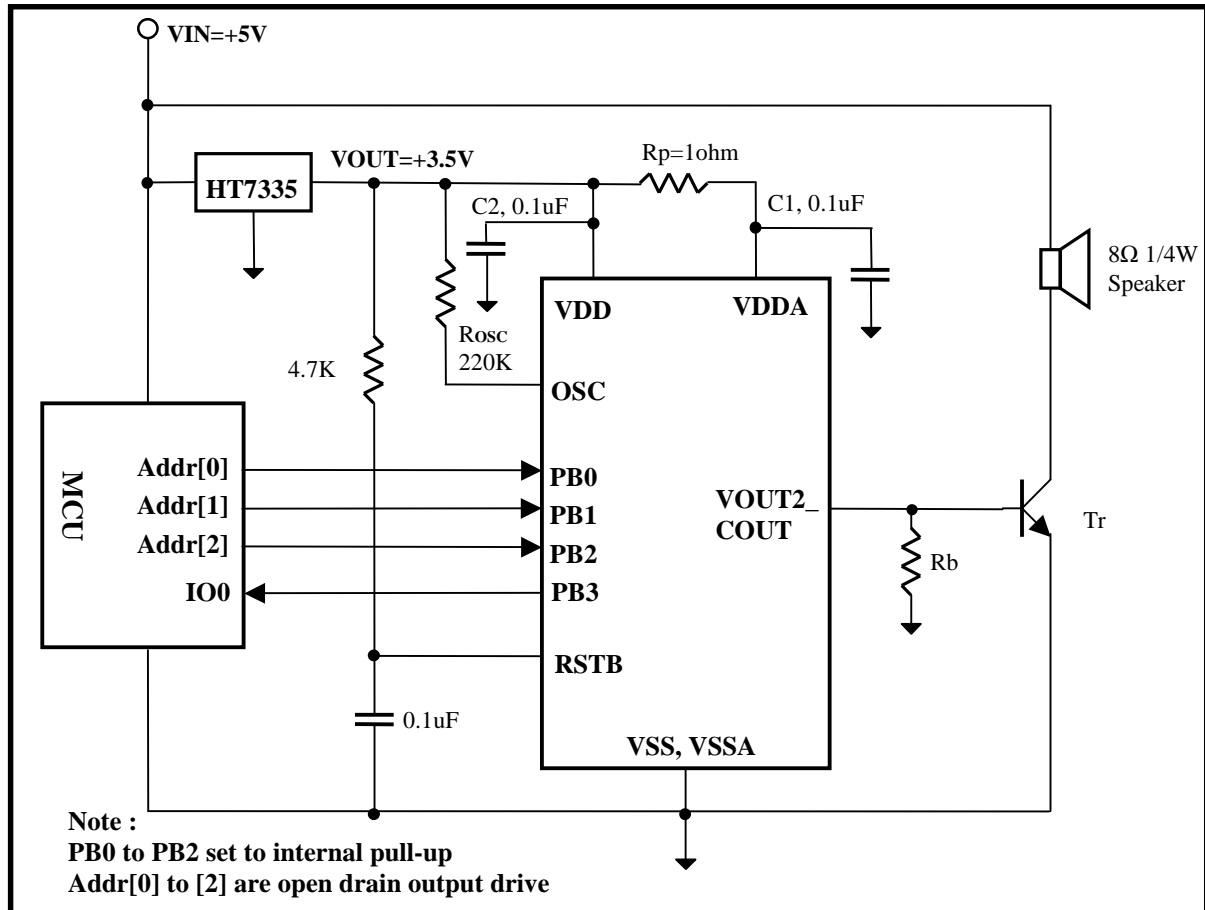 VIN=+5V
VOUT=+3.5V
Rp=1ohm
HT7335
C2, 0.1uF
C1, 0.1uF
8Ω 1/4W
Speaker
VDD
VDDA
Rosc
220K
4.7K
OSC
MCU
Addr[0]
PB0
Addr[1]
PB1
VOUT2_
COUT
Tr
Addr[2]
PB2
Rb
IO0
PB3
RSTB
0.1uF
VSS, VSSA
Note :
PB0 to PB2 set to internal pull-up
Addr[0] to [2] are open drain output drive